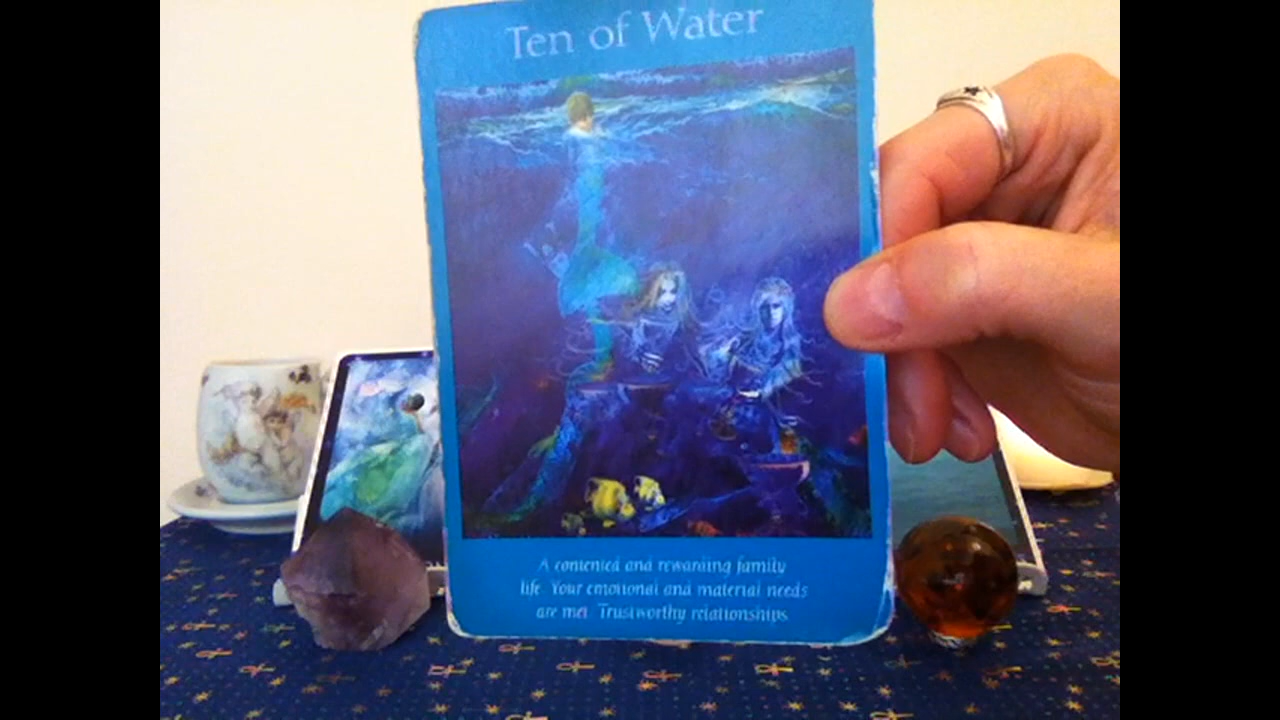 Ten of Water
A contented and rewarding family
life. Your emotional and material needs
are met. Trustworthy relationships.